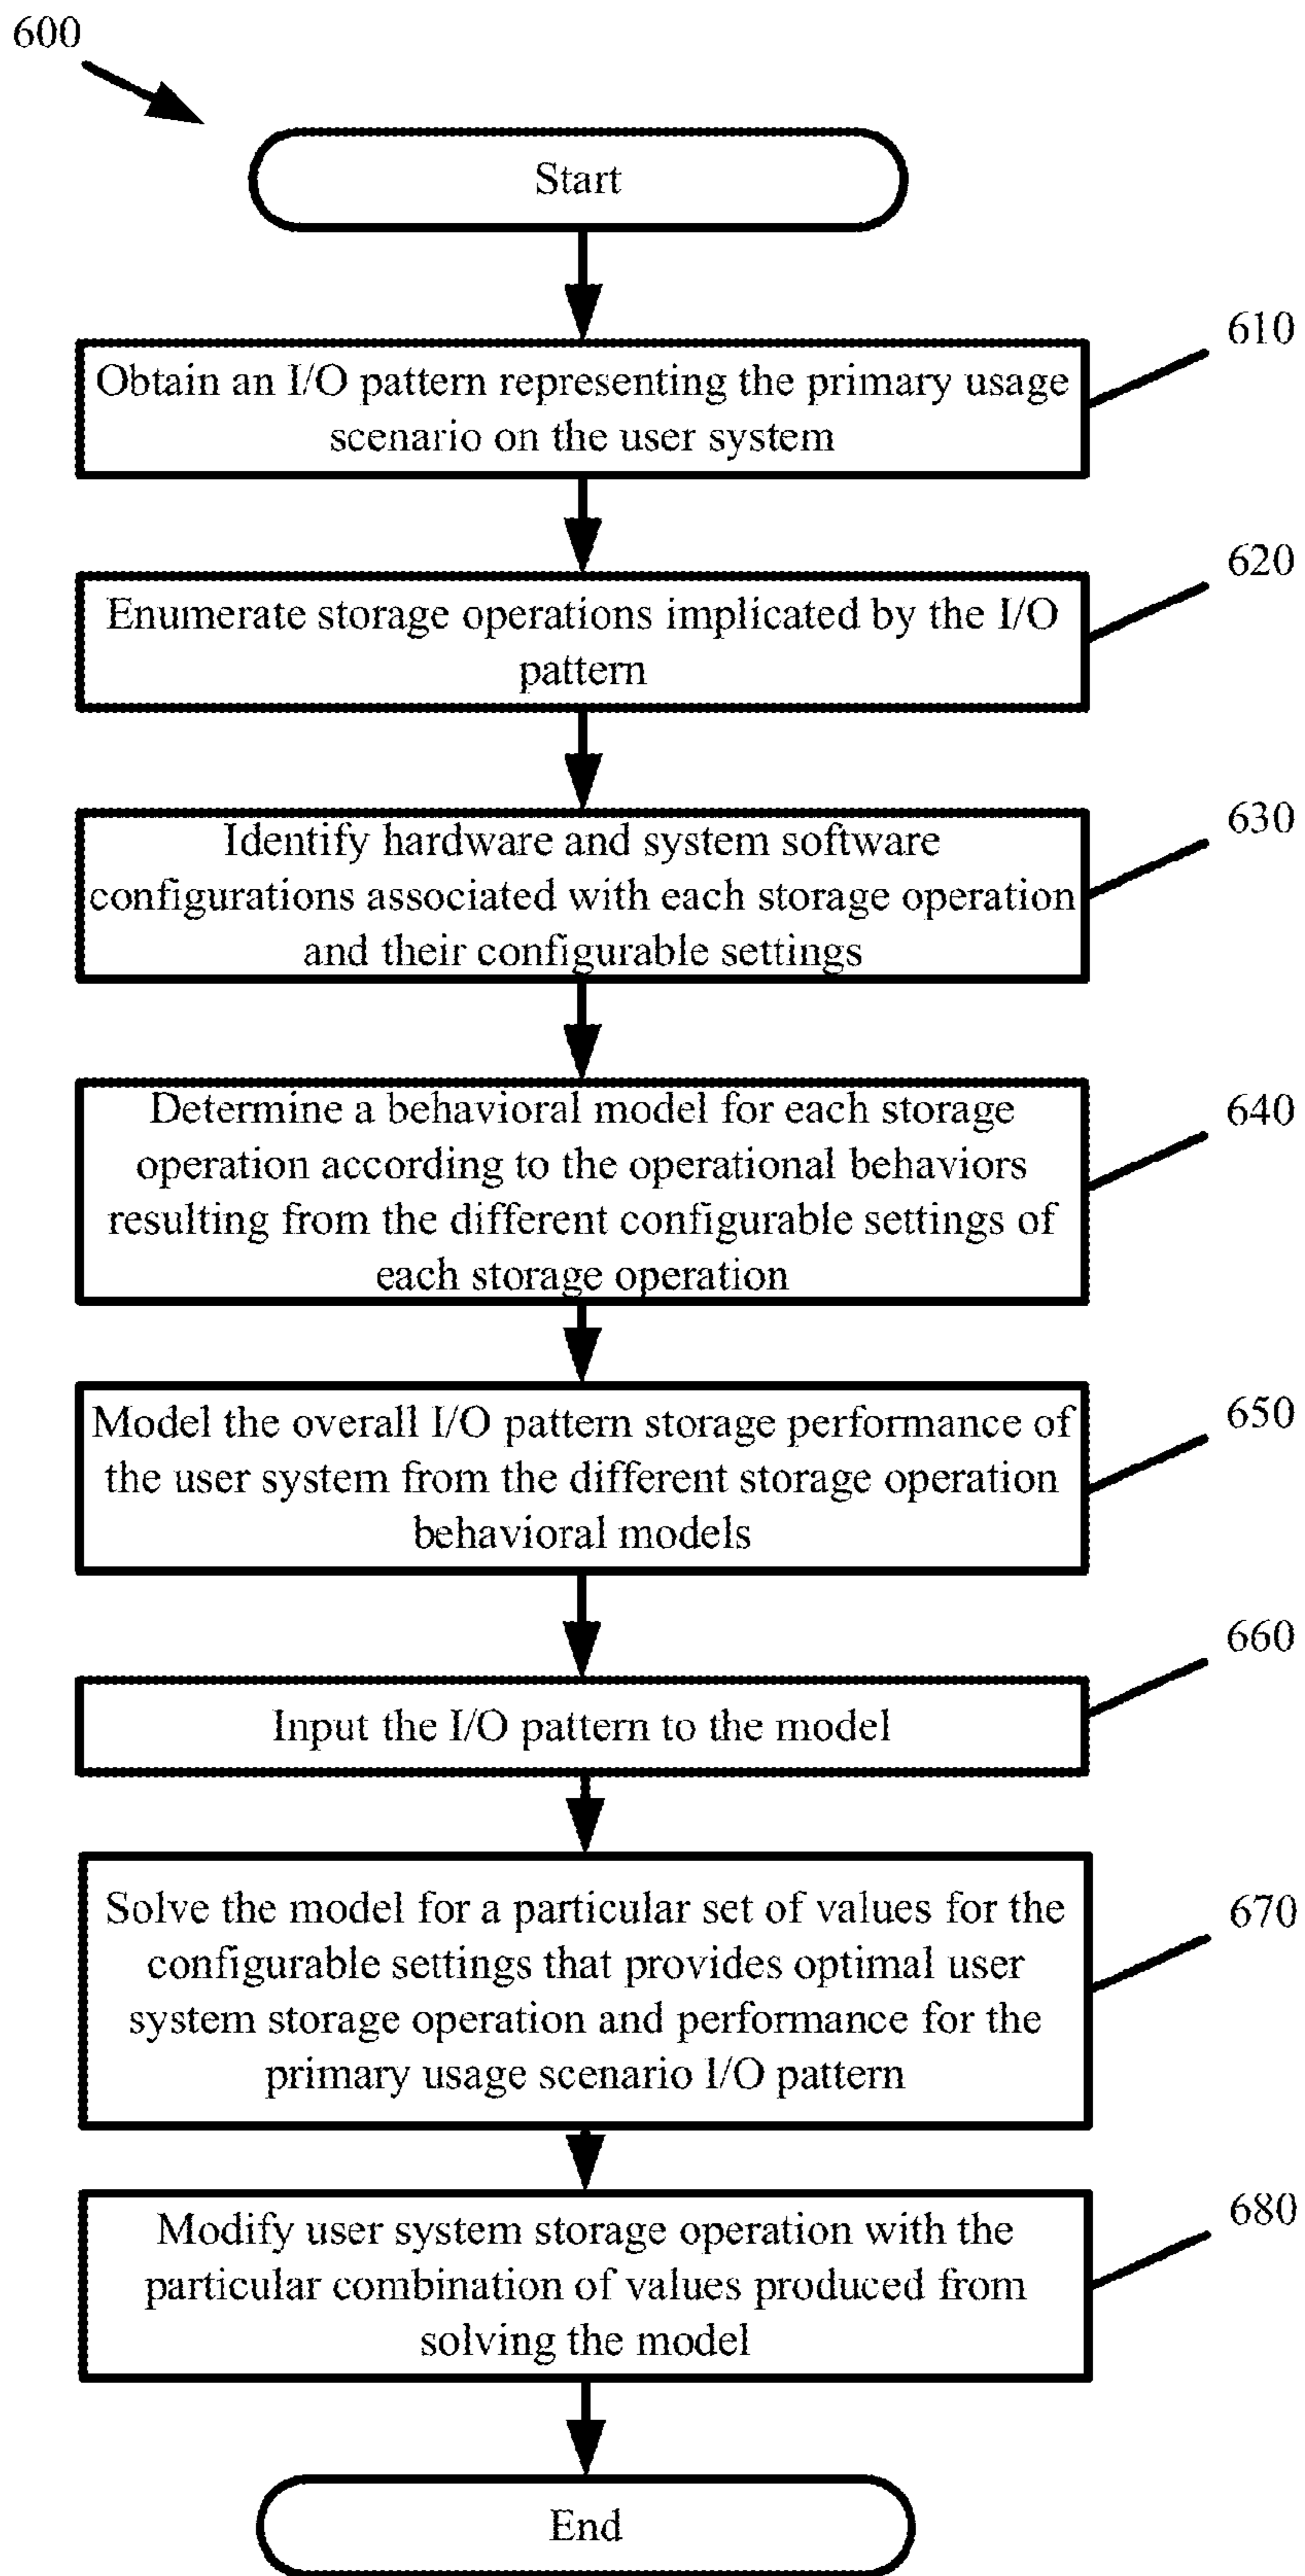 600
Start
610
Obtain an I/O pattern representing the primary usage
scenario on the user system
620
Enumerate storage operations implicated by the I/O
pattern
630
Identify hardware and system software
configurations associated with each storage operation
and their configurable settings
640
Determine a behavioral model for each storage
operation according to the operational behaviors
resulting from the different configurable settings of
each storage operation
650
Model the overall I/O pattern storage performance of
the user system from the different storage operation
behavioral models
660
Input the I/O pattern to the model
670
Solve the model for a particular set of values for the
configurable settings that provides optimal user
system storage operation and performance for the
primary usage scenario I/O pattern
680
Modify user system storage operation with the
particular combination of values produced from
solving the model
End